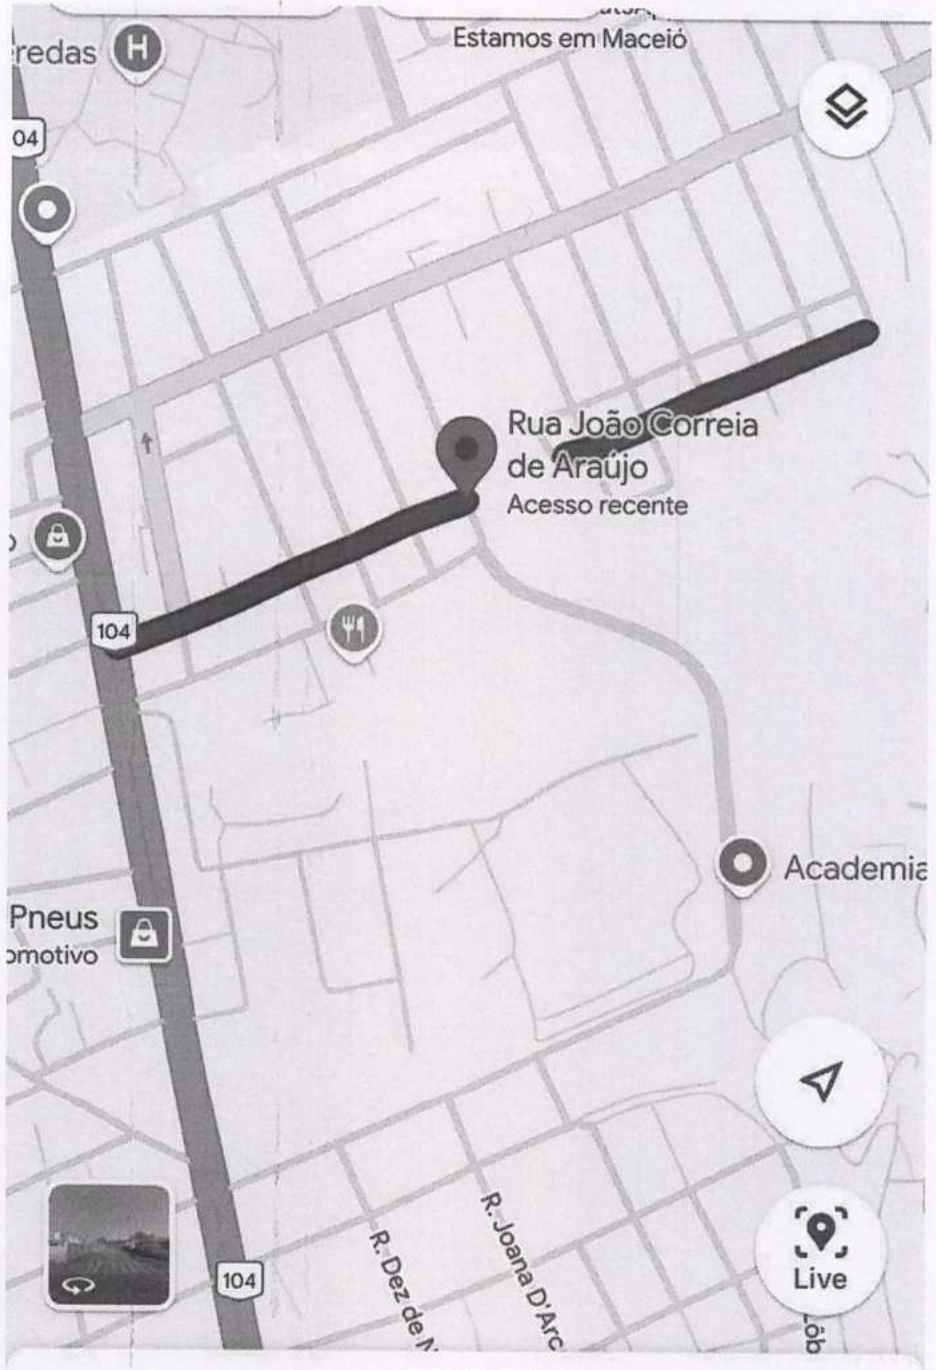 redas
H
Estamos em Maceió
04
Rua João Correia
de Araújo
Acesso recente
104
Academia
Pneus
omotivo
R. Joana D'Arc
R. Dez de N
104
Live
ôb